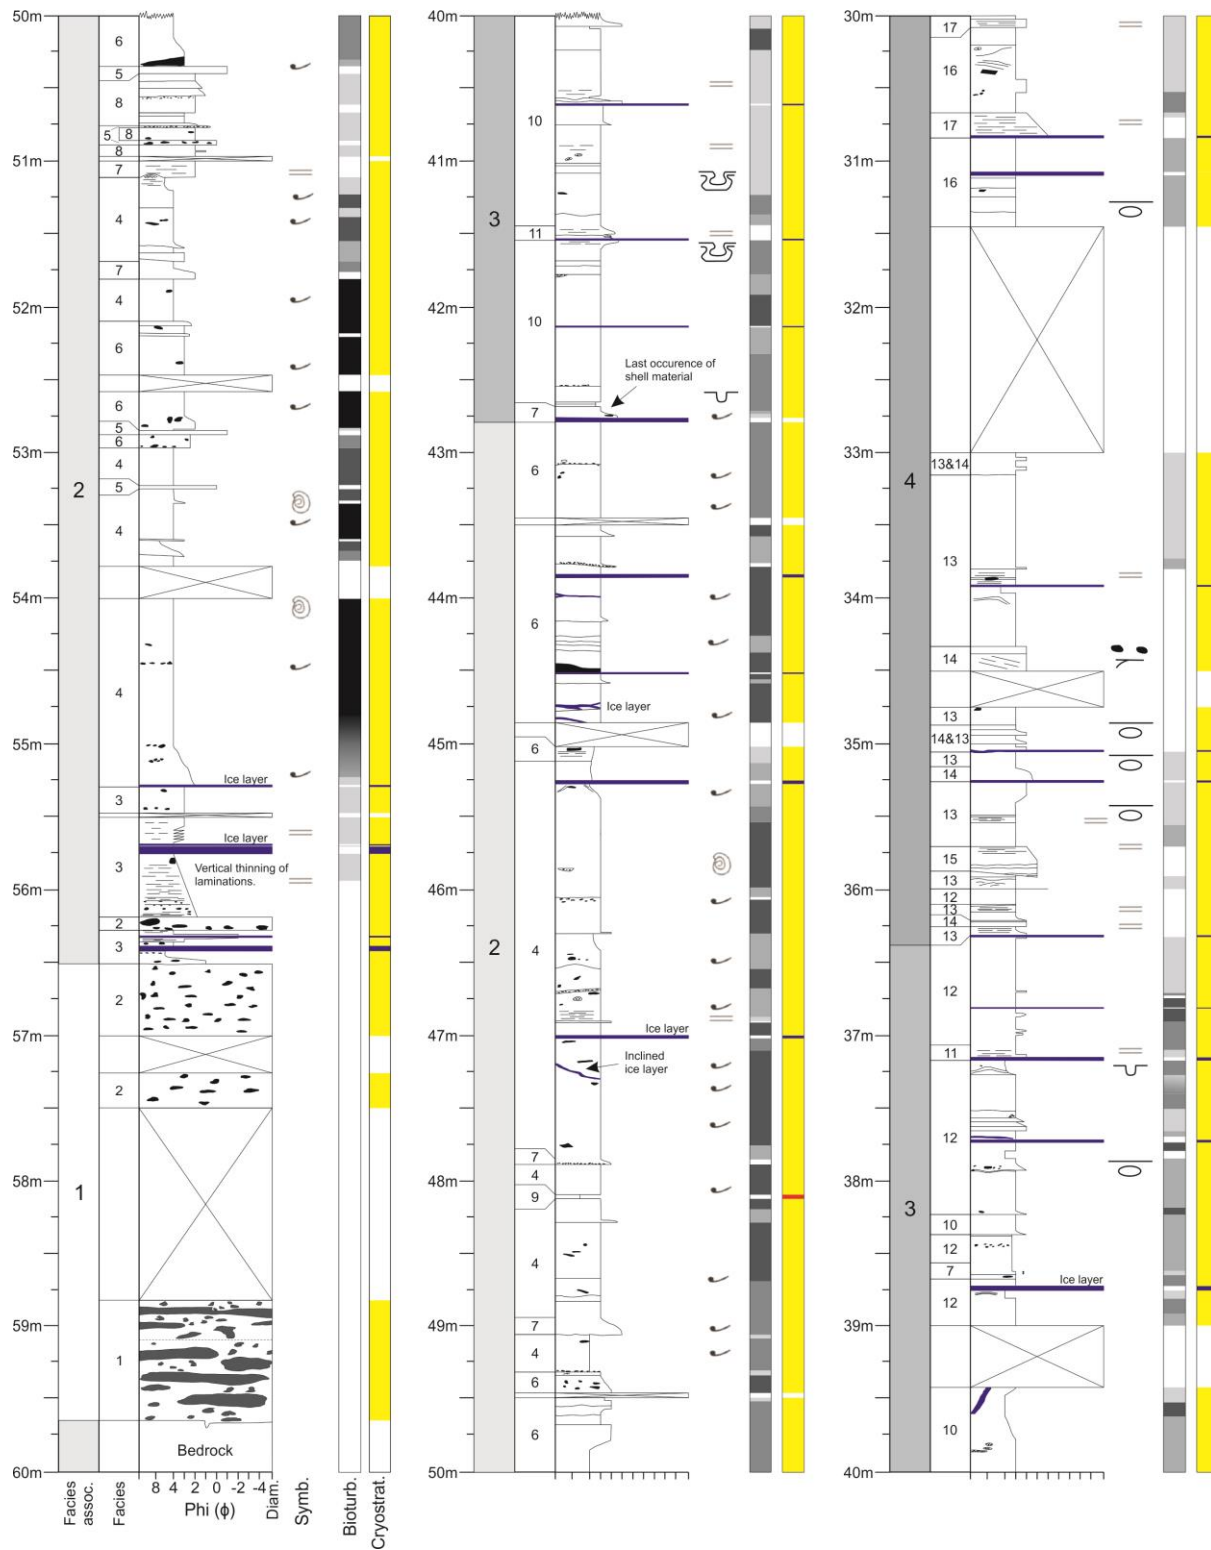 50m
6
5
8
5
8
8
51m
7
4
7
52m
4
6
6
5
6
53m
4
2
5
4
54m
4
55m
Ice layer
3
Ice layer
3
Vertical thinning of
laminations.
56m
2
3
2
57m
2
58m
1
59m
1
Bedrock
60m
8 4 2 0 -2 -4
Phi (ϕ)
Facies
assoc.
Facies
Diam.
Symb.
Bioturb.
Cryostrat.
40m
10
41m
3
11
42m
10
Last occurence of
shell material
7
43m
6
44m
6
Ice layer
45m
6
46m
2
4
47m
Ice layer
Inclined
ice layer
7
48m
4
9
4
49m
7
4
6
6
50m
30m
17
16
17
31m
16
32m
33m
13&14
4
13
34m
14
13
35m
14&13
13
14
13
15
36m
13
12
13
14
13
12
37m
11
12
38m
3
10
12
7
Ice layer
12
39m
10
40m